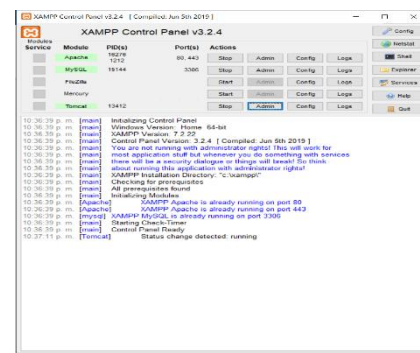 XAMPP Control Panel v3.2.4 [ Compiled: Jun 5th 2019 ]
XAMPP Control Panel v3.2.4
Config
Modules
Service Module PID(s) Port(s) Actions
Netstat
Apache 16276 1212 80, 443 Stop Admin Config Logs
Shell
MySQL 15144 3306 Stop Admin Config Logs
Explorer
FileZilla Start Admin Config Logs
Services
Mercury Start Admin Config Logs
Help
Tomcat 13412 Stop Admin Config Logs
Quit
10:36:39 p. m. [main] Initializing Control Panel
10:36:39 p. m. [main] Windows Version: Home 64-bit
10:36:39 p. m. [main] XAMPP Version: 7.2.22
10:36:39 p. m. [main] Control Panel Version: 3.2.4 [ Compiled: Jun 5th 2019 ]
10:36:39 p. m. [main] You are not running with administrator rights! This will work for
10:36:39 p. m. [main] most application stuff but whenever you do something with services
10:36:39 p. m. [main] there will be a security dialogue or things will break! So think
10:36:39 p. m. [main] about running this application with administrator rights!
10:36:39 p. m. [main] XAMPP Installation Directory: "c:\xampp\"
10:36:39 p. m. [main] Checking for prerequisites
10:36:39 p. m. [main] All prerequisites found
10:36:39 p. m. [main] Initializing Modules
10:36:39 p. m. [Apache] XAMPP Apache is already running on port 80
10:36:39 p. m. [Apache] XAMPP Apache is already running on port 443
10:36:39 p. m. [mysql] XAMPP MySQL is already running on port 3306
10:36:39 p. m. [main] Starting Check-Timer
10:36:39 p. m. [main] Control Panel Ready
10:37:11 p. m. [Tomcat] Status change detected: running